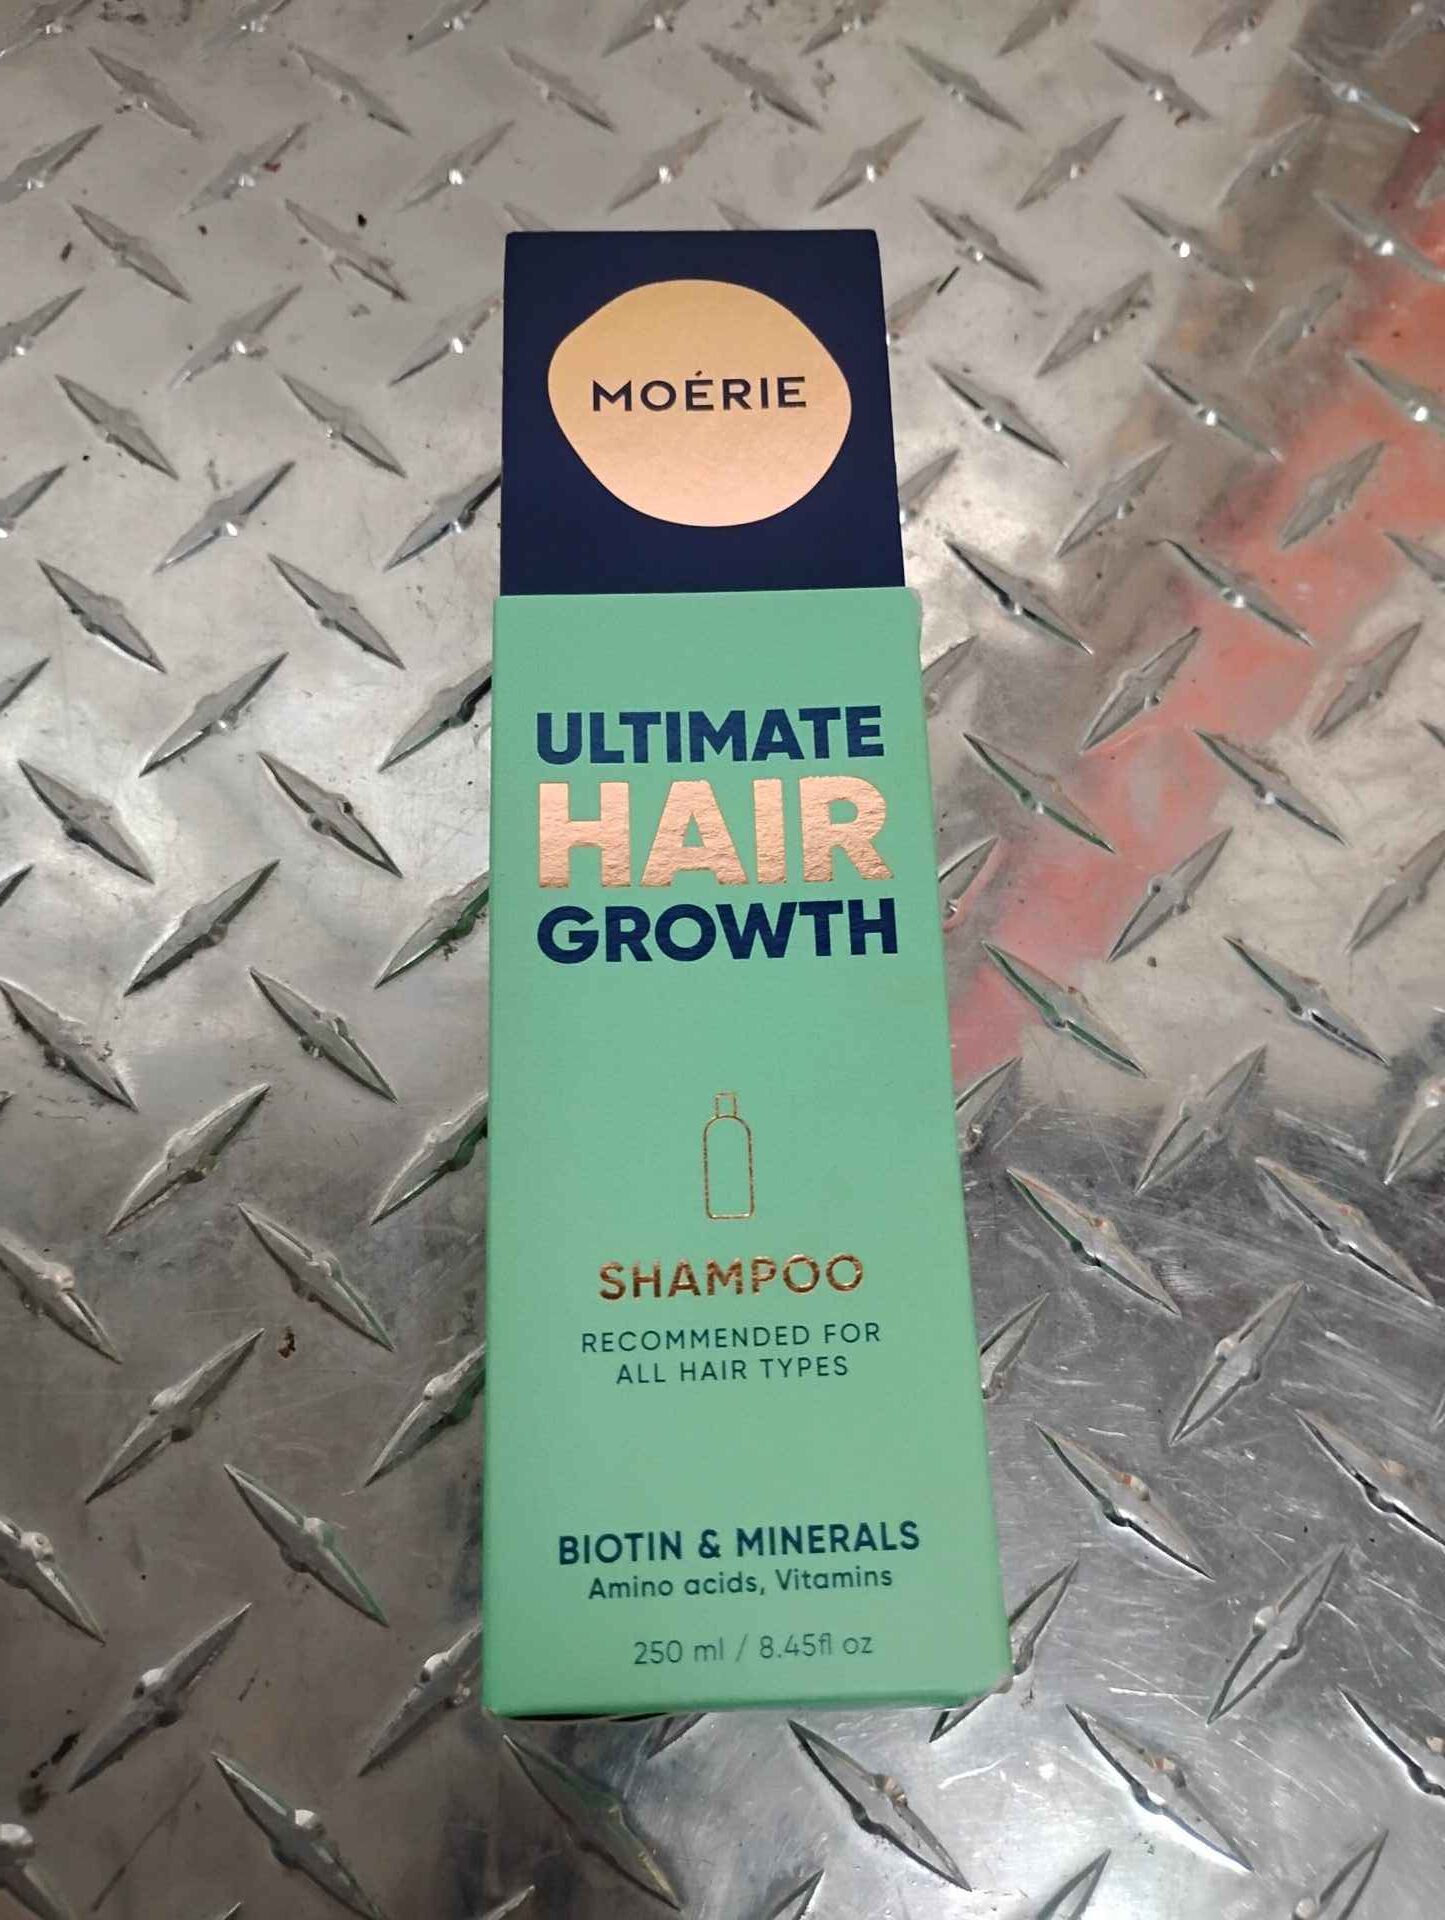 MOÉRIE
ULTIMATE
HAIR
GROWTH
SHAMPOO
RECOMMENDED FOR
ALL HAIR TYPES
BIOTIN & MINERALS
Amino acids, Vitamins
250 ml / 8.45fl oz